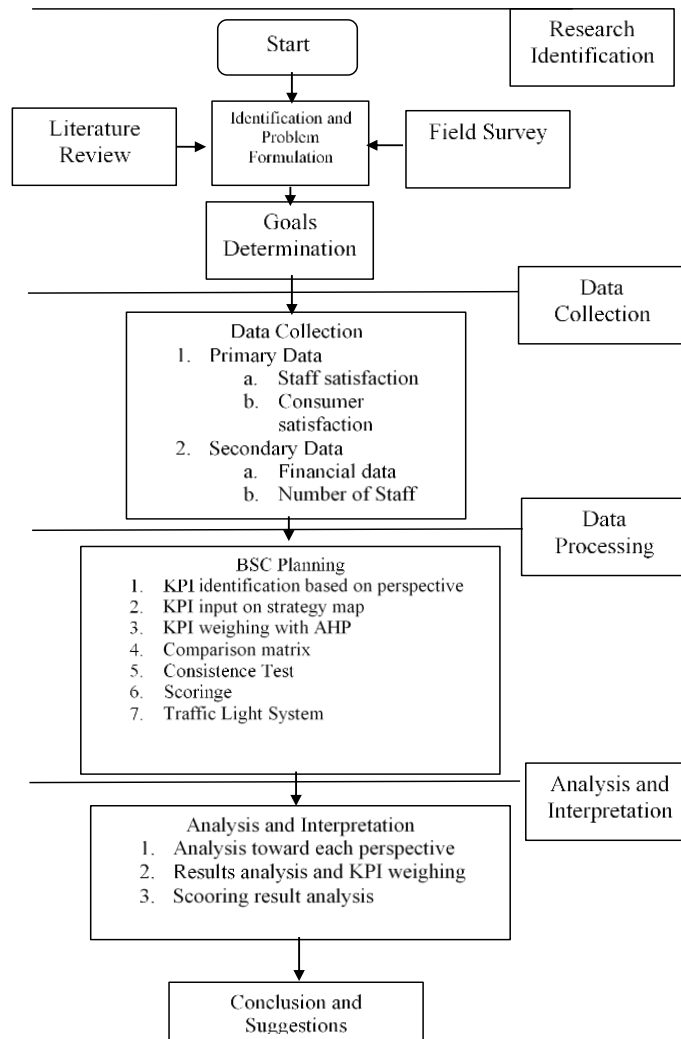 Start
Research
Identification
Literature
Review
Identification and
Problem
Formulation
Field Survey
Goals
Determination
Data
Collection
Data Collection
1. Primary Data
a. Staff satisfaction
b. Consumer
satisfaction
2. Secondary Data
a. Financial data
b. Number of Staff
Data
Processing
BSC Planning
1. KPI identification based on perspective
2. KPI input on strategy map
3. KPI weighing with AHP
4. Comparison matrix
5. Consistence Test
6. Scoringe
7. Traffic Light System
Analysis and
Interpretation
Analysis and Interpretation
1. Analysis toward each perspective
2. Results analysis and KPI weighing
3. Scooring result analysis
Conclusion and
Suggestions